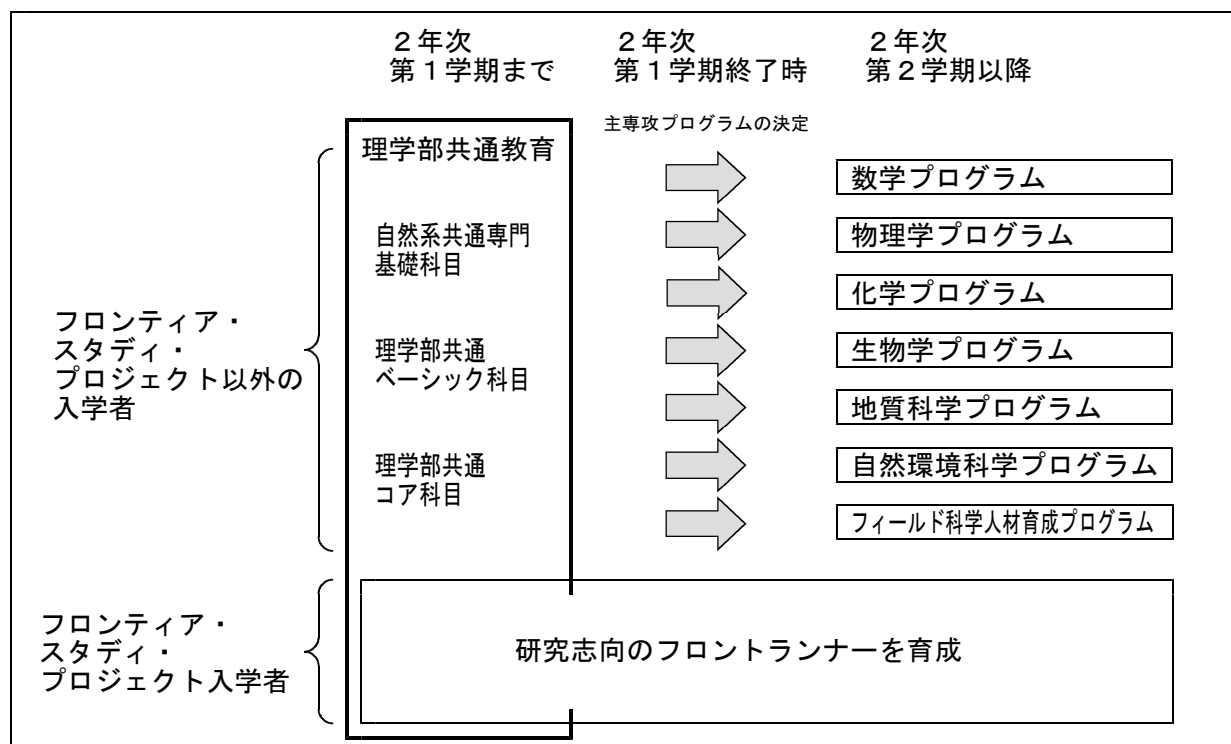 ２年次
第１学期まで
２年次
第１学期終了時
２年次
第２学期以降
主専攻プログラムの決定
理学部共通教育
自然系共通専門
基礎科目
理学部共通
ベーシック科目
理学部共通
コア科目
フロンティア・
スタディ・
プロジェクト以外の
入学者
数学プログラム
物理学プログラム
化学プログラム
生物学プログラム
地質科学プログラム
自然環境科学プログラム
フィールド科学人材育成プログラム
フロンティア・
スタディ・
プロジェクト入学者
研究志向のフロントランナーを育成